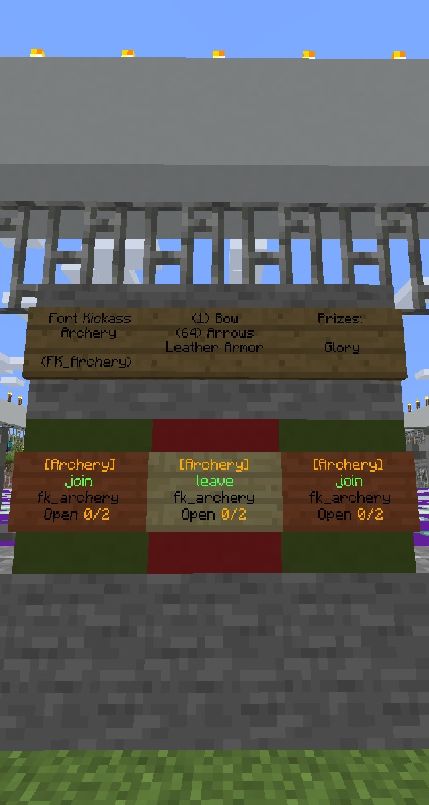 Font Kickass
Archery
(FK_Archery)
(1) Bow
(64) Arrows
Leather Armor
Prizes:
Glory
[Archery]
join
fk_archery
Open 0/2
[Archery]
leave
fk_archery
Open 0/2
[Archery]
join
fk_archery
Open 0/2